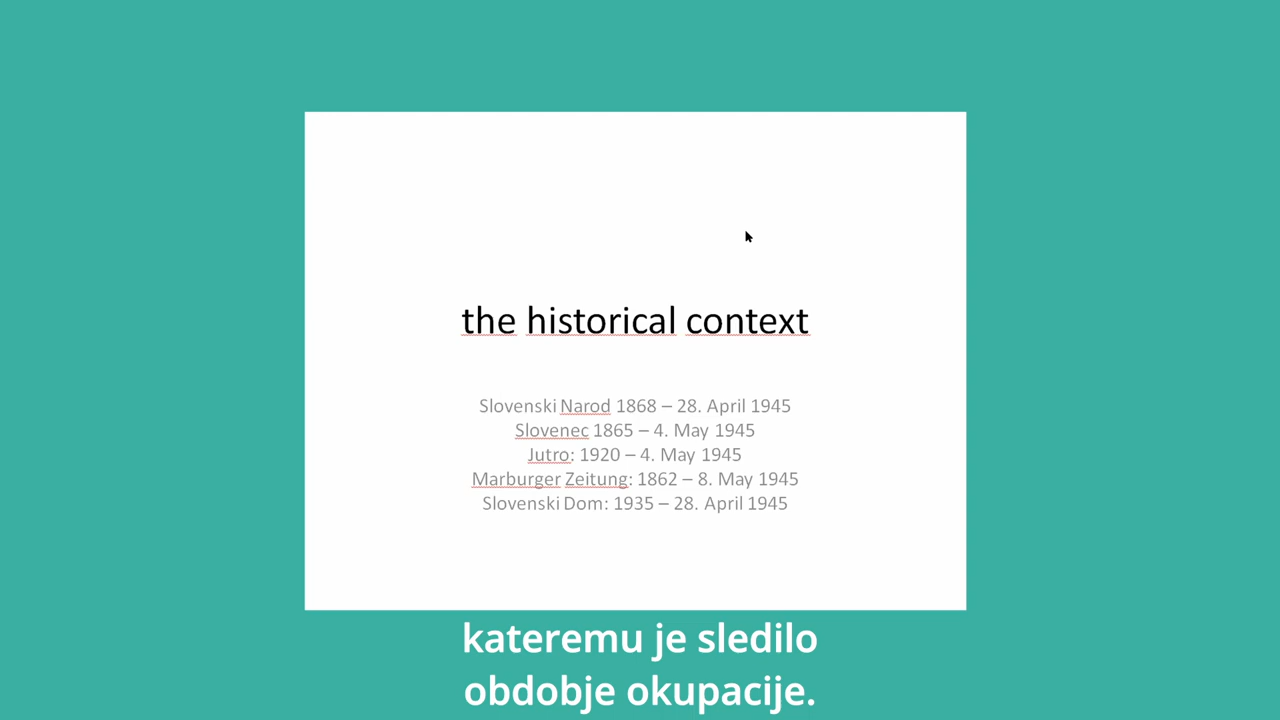 the historical context
Slovenski Narod 1868 – 28. April 1945
Slovenec 1865 – 4. May 1945
Jutro: 1920 – 4. May 1945
Marburger Zeitung: 1862 – 8. May 1945
Slovenski Dom: 1935 – 28. April 1945
kateremu je sledilo
obdobje okupacije.